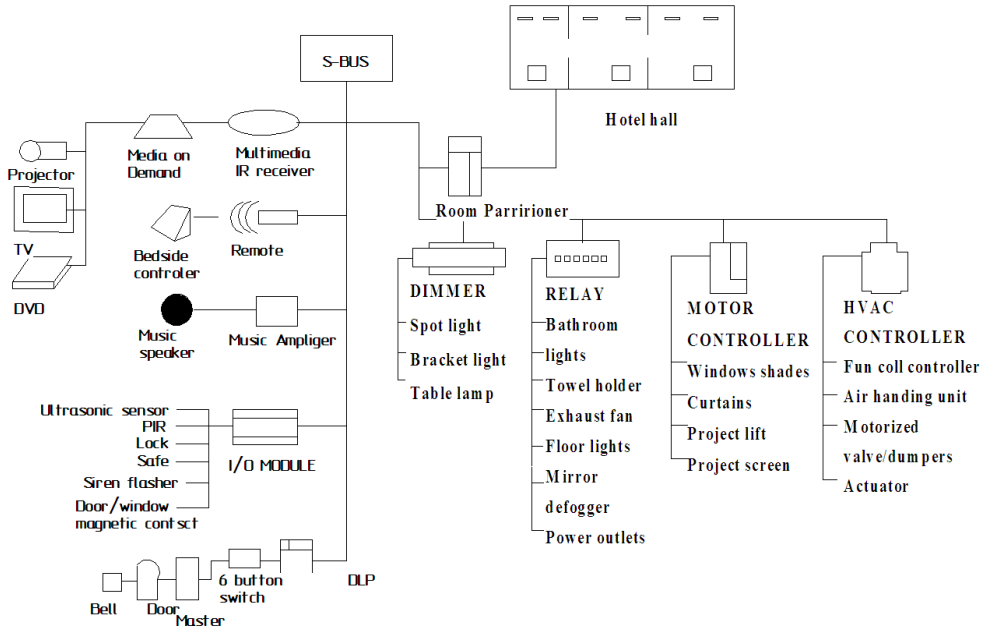 S-BUS
Hotel hall
Projector
Media on
Demand
Multimedia
IR receiver
TV
DVD
Bedside
controler
Remote
Music
speaker
Music Ampliger
Ultrasonic sensor
PIR
Lock
Safe
Siren flasher
Door/window
magnetic contsct
I/O MODULE
Bell
Door
Master
6 button
switch
DLP
Room Parririoner
DIMMER
Spot light
Bracket light
Table lamp
RELAY
Bathroom
lights
Towel holder
Exhaust fan
Floor lights
Mirror
defogger
Power outlets
MOTOR
CONTROLLER
Windows shades
Curtains
Project lift
Project screen
HVAC
CONTROLLER
Fun coll controller
Air handing unit
Motorized
valve/dumpers
Actuator